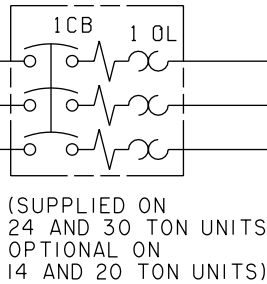 1CB 1 OL
(SUPPLIED ON
24 AND 30 TON UNITS
OPTIONAL ON
14 AND 20 TON UNITS)